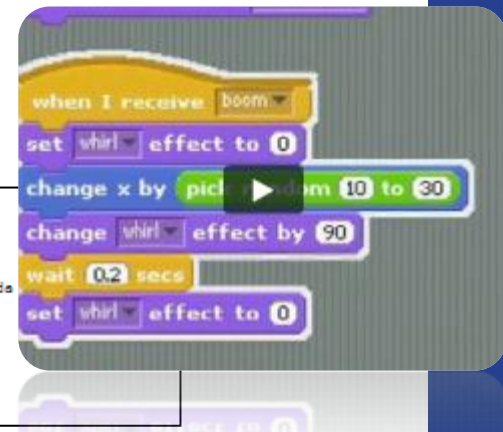 when I receive boom
set whirl effect to 0
change x by pick random 10 to 30
change whirl effect by 90
wait 0.2 secs
set whirl effect to 0